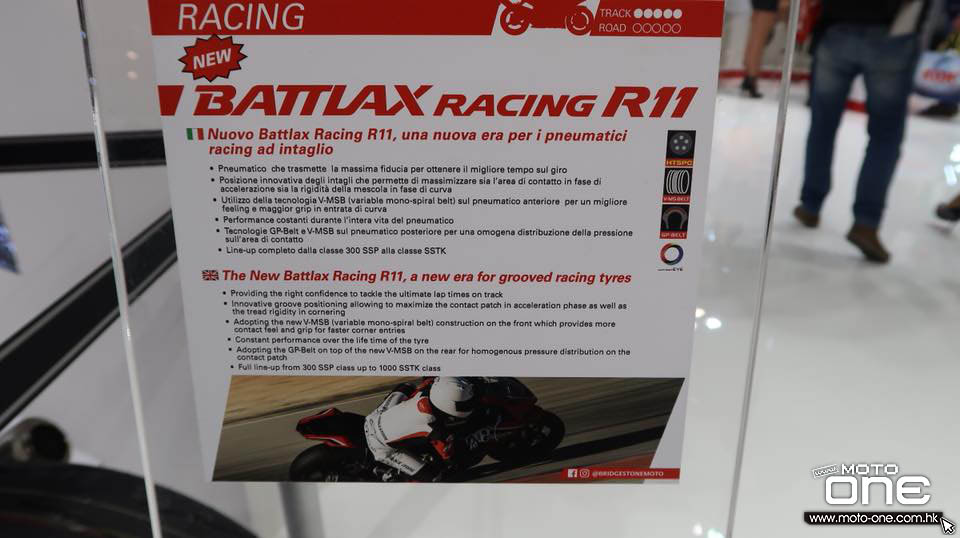 RACING
TRACK
ROAD
NEW
BATTLAX RACING R11
Nuovo Battlax Racing R11, una nuova era per i pneumatici
racing ad intaglio
• Pneumatico che trasmette la massima fiducia per ottenere il migliore tempo sul giro
• Posizione innovativa degli intagli che permette di massimizzare sia l'area di contatto in fase di
accelerazione sia la rigidità della mescola in fase di curva
• Utilizzo della tecnologia V-MSB (variable mono-spiral belt) sul pneumatico anteriore per un migliore
feeling e maggior grip in entrata di curva
• Performance costanti durante l'intera vita del pneumatico
• Tecnologie GP-Belt e V-MSB sul pneumatico posteriore per una omogena distribuzione della pressione
sull'area di contatto
• Line-up completo dalla classe 300 SSP alla classe SSTK
HTSPC
V-MS-BELT
GP-BELT
ULTIMATE EYE
The New Battlax Racing R11, a new era for grooved racing tyres
• Providing the right confidence to tackle the ultimate lap times on track
• Innovative groove positioning allowing to maximize the contact patch in acceleration phase as well as
the tread rigidity in cornering
• Adopting the new V-MSB (variable mono-spiral belt) construction on the front which provides more
contact feel and grip for faster corner entries
• Constant performance over the life time of the tyre
• Adopting the GP-Belt on top of the new V-MSB on the rear for homogenous pressure distribution on the
contact patch
• Full line-up from 300 SSP class up to 1000 SSTK class
@BRIDGESTONEMOTO
www.
MOTO
ONE
www.moto-one.com.hk